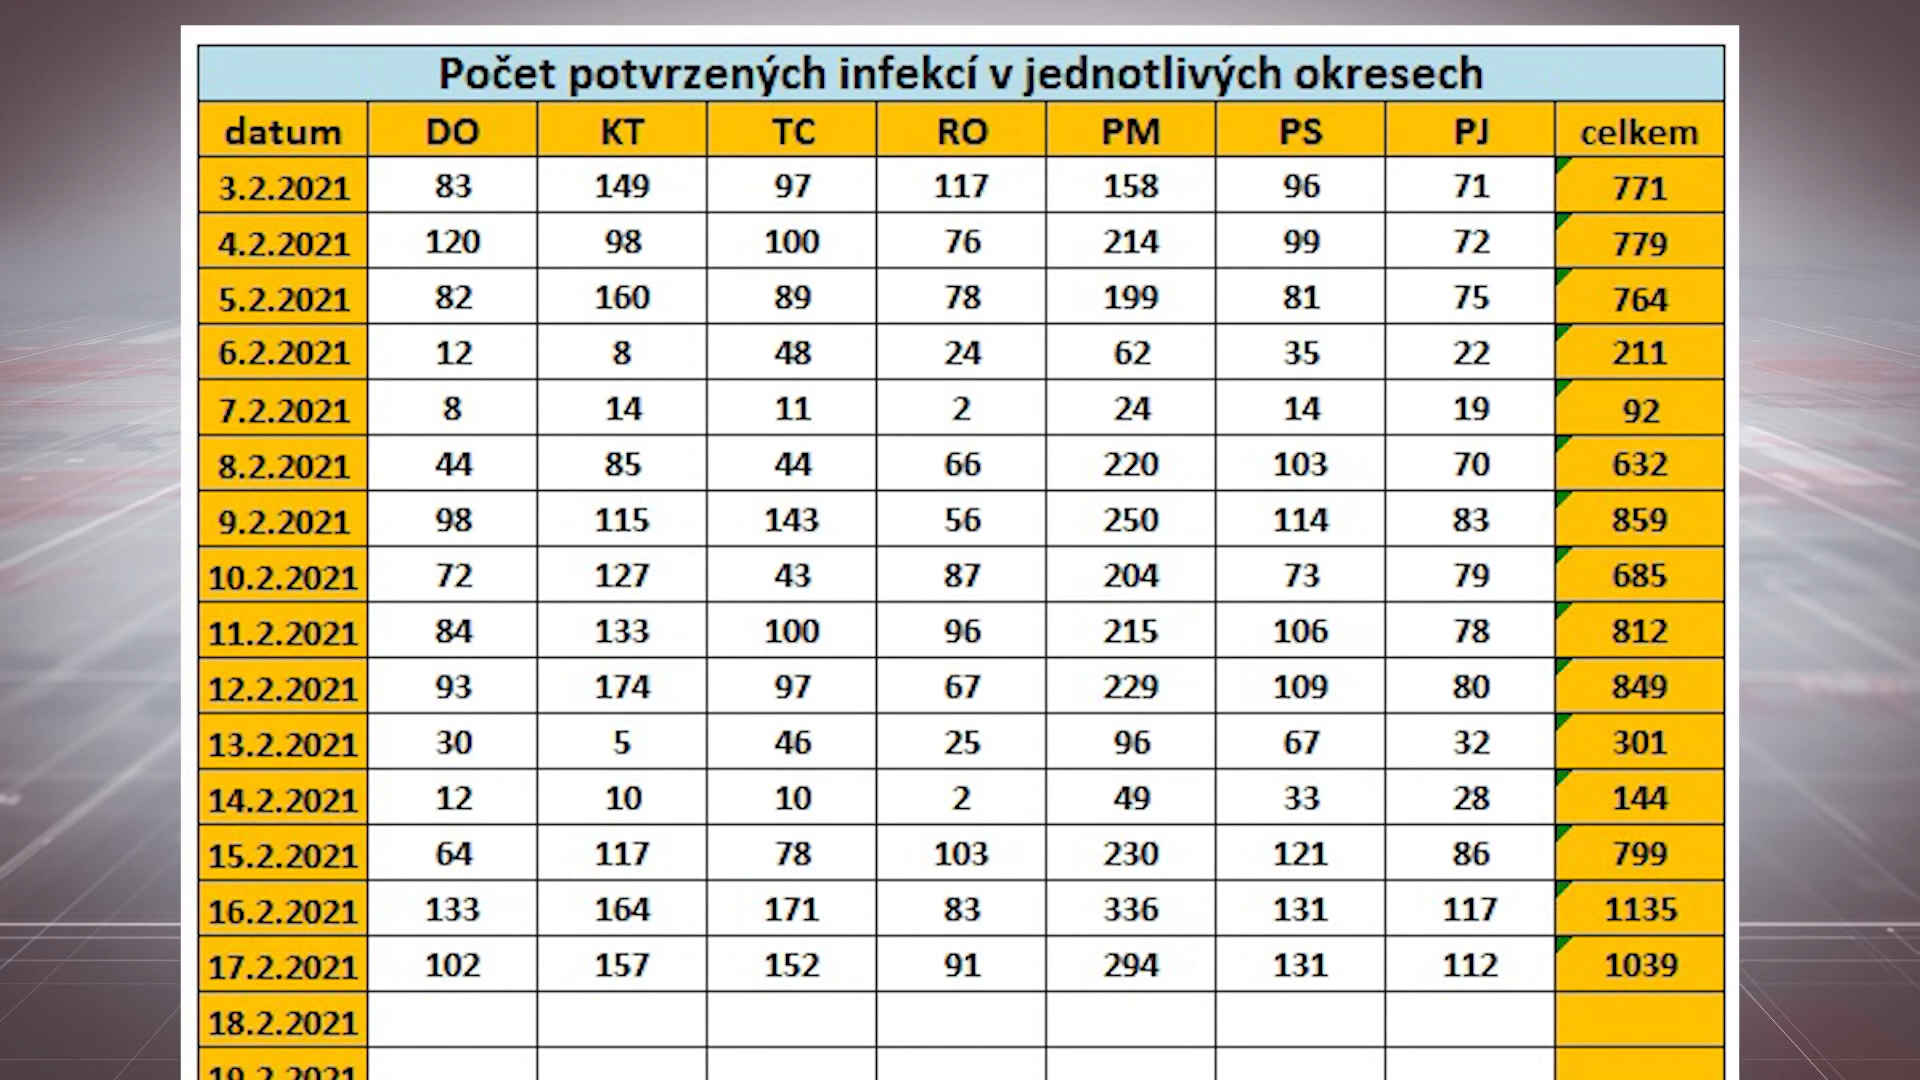 Počet potvrzených infekcí v jednotlivých okresech
datum DO KT TC RO PM PS PJ celkem
3.2.2021 83 149 97 117 158 96 71 771
4.2.2021 120 98 100 76 214 99 72 779
5.2.2021 82 160 89 78 199 81 75 764
6.2.2021 12 8 48 24 62 35 22 211
7.2.2021 8 14 11 2 24 14 19 92
8.2.2021 44 85 44 66 220 103 70 632
9.2.2021 98 115 143 56 250 114 83 859
10.2.2021 72 127 43 87 204 73 79 685
11.2.2021 84 133 100 96 215 106 78 812
12.2.2021 93 174 97 67 229 109 80 849
13.2.2021 30 5 46 25 96 67 32 301
14.2.2021 12 10 10 2 49 33 28 144
15.2.2021 64 117 78 103 230 121 86 799
16.2.2021 133 164 171 83 336 131 117 1135
17.2.2021 102 157 152 91 294 131 112 1039
18.2.2021
19.2.2021